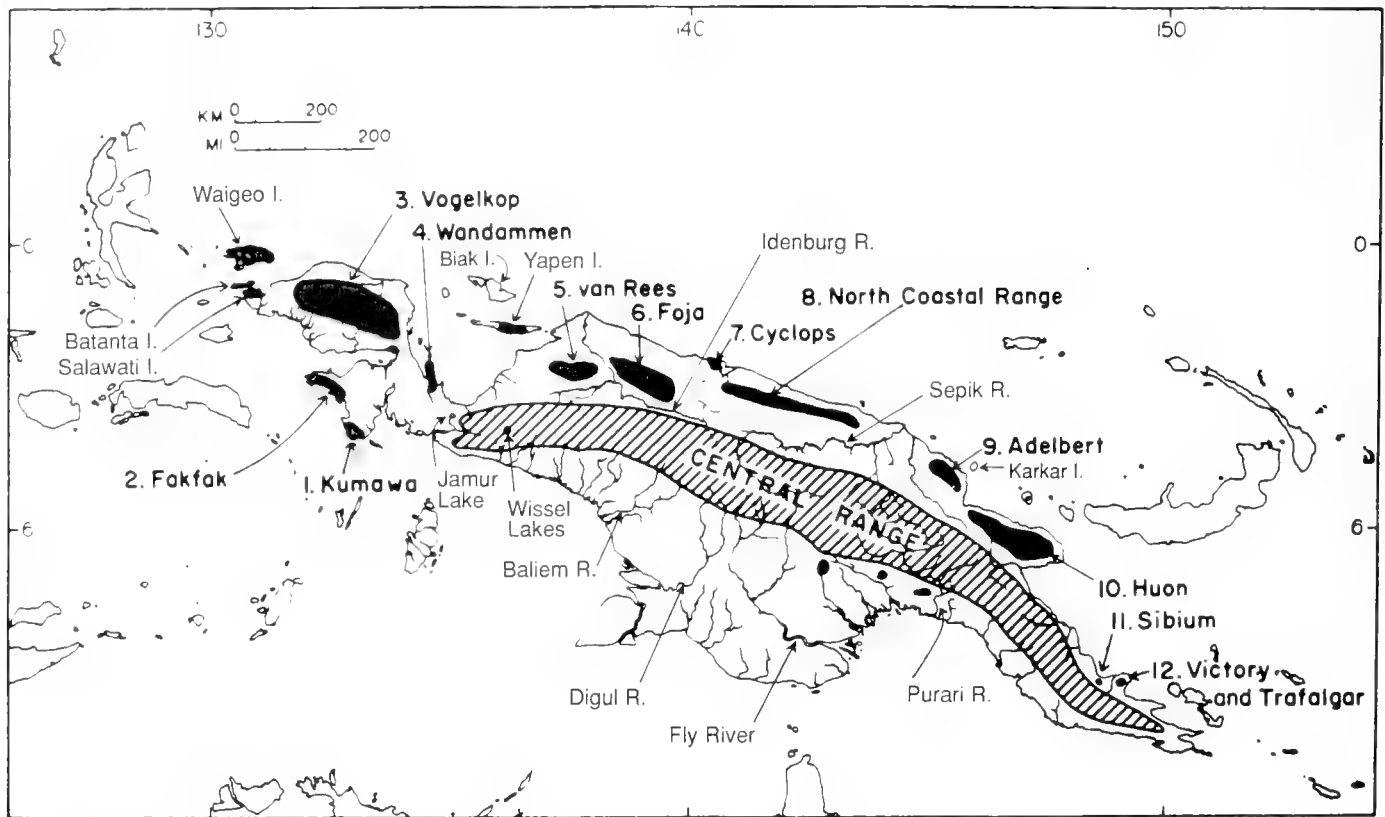 130
14C
150
KM 0 200
MI 0 200
Waigeo I.
3. Vogelkop
4. Wandammen
Biak I.
Yapen I.
Idenburg R.
C
0
5. van Rees
6. Foja
8. North Coastal Range
7. Cyclops
Batanta I.
Salawati I.
Sepik R.
9. Adelbert
Karkar I.
2. Fakfak
1. Kumawa
Jamur
Lake
Wissel
Lakes
CENTRAL RANGE
6
6
Baliem R.
10. Huon
11. Sibium
12. Victory
and Trafalgar
Digul R.
Purari R.
Fly River